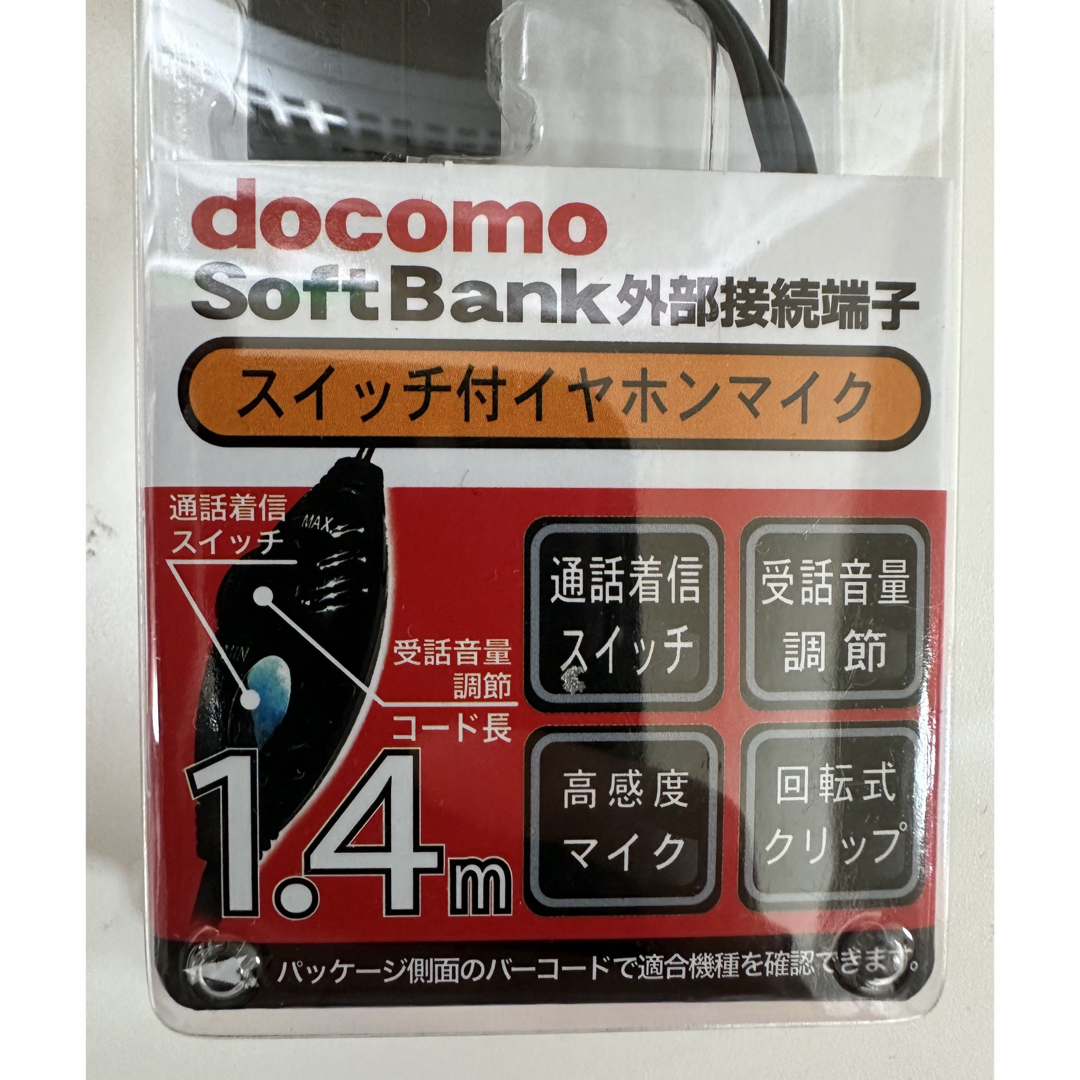 docomo
SoftBank外部接続端子
スイッチ付イヤホンマイク
通話着信
スイッチ
MAX
MIN
受話音量
調節
コード長
1.4m
通話着信
スイッチ
受話音量
調節
高感度
マイク
回転式
クリップ
パッケージ側面のバーコードで適合機種を確認できます。